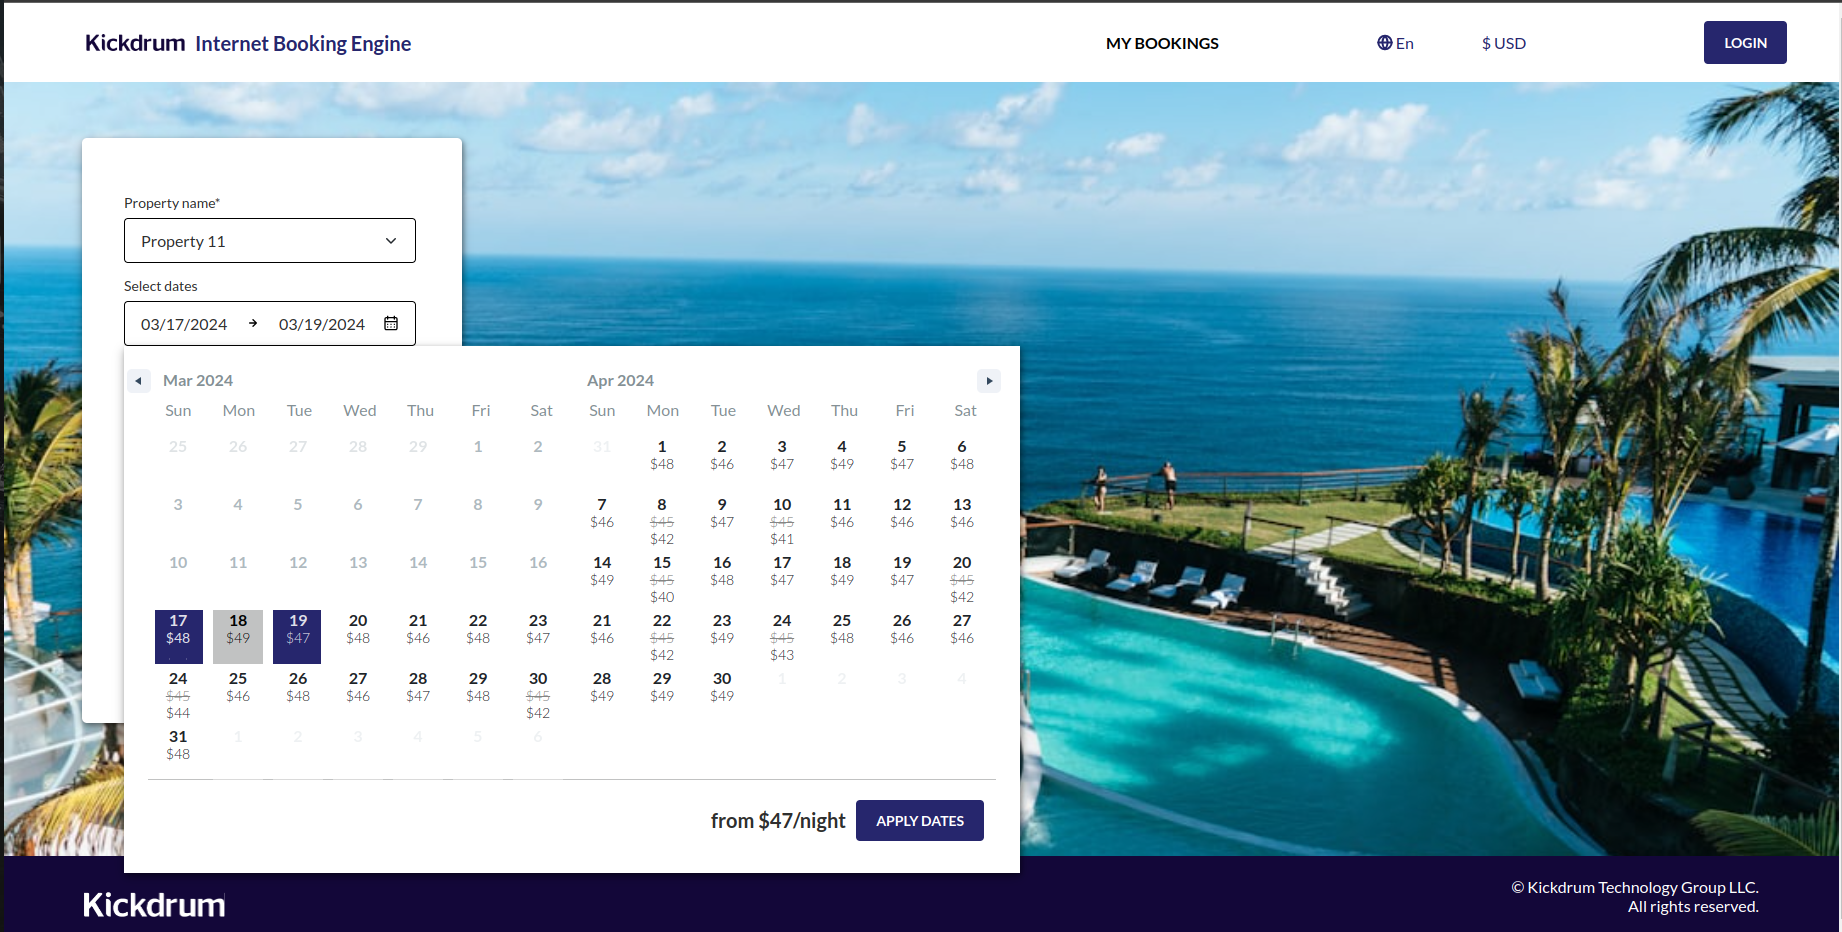 Kickdrum Internet Booking Engine MY BOOKINGS En $ USD LOGIN
Property name*
Property 11
Select dates
03/17/2024 → 03/19/2024
Mar 2024 Apr 2024
Sun Mon Tue Wed Thu Fri Sat Sun Mon Tue Wed Thu Fri Sat
25 26 27 28 29 1 2 31 1 2 3 4 5 6
$48 $46 $47 $49 $47 $48
3 4 5 6 7 8 9 7 8 9 10 11 12 13
$46 $45 $47 $45 $46 $46 $46
$42 $41
10 11 12 13 14 15 16 14 15 16 17 18 19 20
$49 $45 $48 $47 $49 $47 $45
$40 $42
17 18 19 20 21 22 23 21 22 23 24 25 26 27
$48 $49 $47 $48 $46 $48 $47 $46 $45 $49 $45 $48 $46 $46
$42 $43
24 25 26 27 28 29 30 28 29 30 1 2 3 4
$45 $46 $48 $46 $47 $48 $45 $49 $49 $49
$44 $42
31 1 2 3 4 5 6
$48
from $47/night APPLY DATES
Kickdrum
© Kickdrum Technology Group LLC.
All rights reserved.